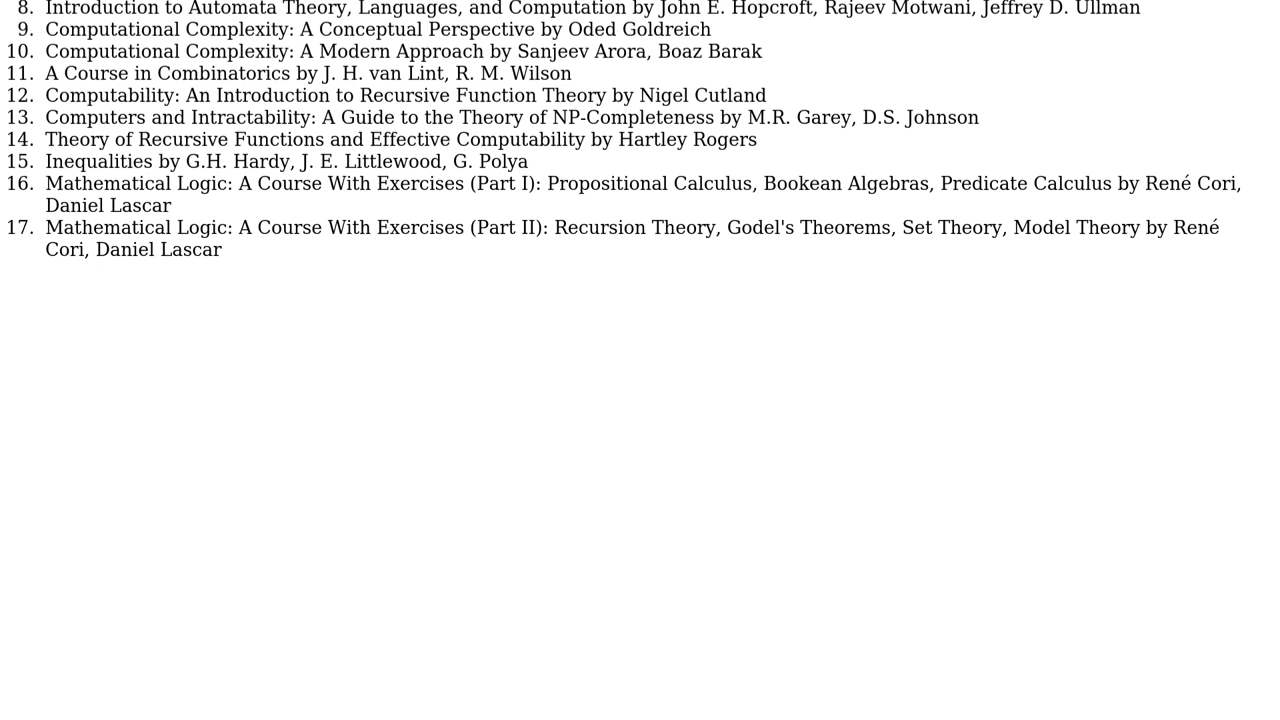 8. Introduction to Automata Theory, Languages, and Computation by John E. Hopcroft, Rajeev Motwani, Jeffrey D. Ullman
9. Computational Complexity: A Conceptual Perspective by Oded Goldreich
10. Computational Complexity: A Modern Approach by Sanjeev Arora, Boaz Barak
11. A Course in Combinatorics by J. H. van Lint, R. M. Wilson
12. Computability: An Introduction to Recursive Function Theory by Nigel Cutland
13. Computers and Intractability: A Guide to the Theory of NP-Completeness by M.R. Garey, D.S. Johnson
14. Theory of Recursive Functions and Effective Computability by Hartley Rogers
15. Inequalities by G.H. Hardy, J. E. Littlewood, G. Polya
16. Mathematical Logic: A Course With Exercises (Part I): Propositional Calculus, Bookean Algebras, Predicate Calculus by René Cori,
Daniel Lascar
17. Mathematical Logic: A Course With Exercises (Part II): Recursion Theory, Godel's Theorems, Set Theory, Model Theory by René
Cori, Daniel Lascar